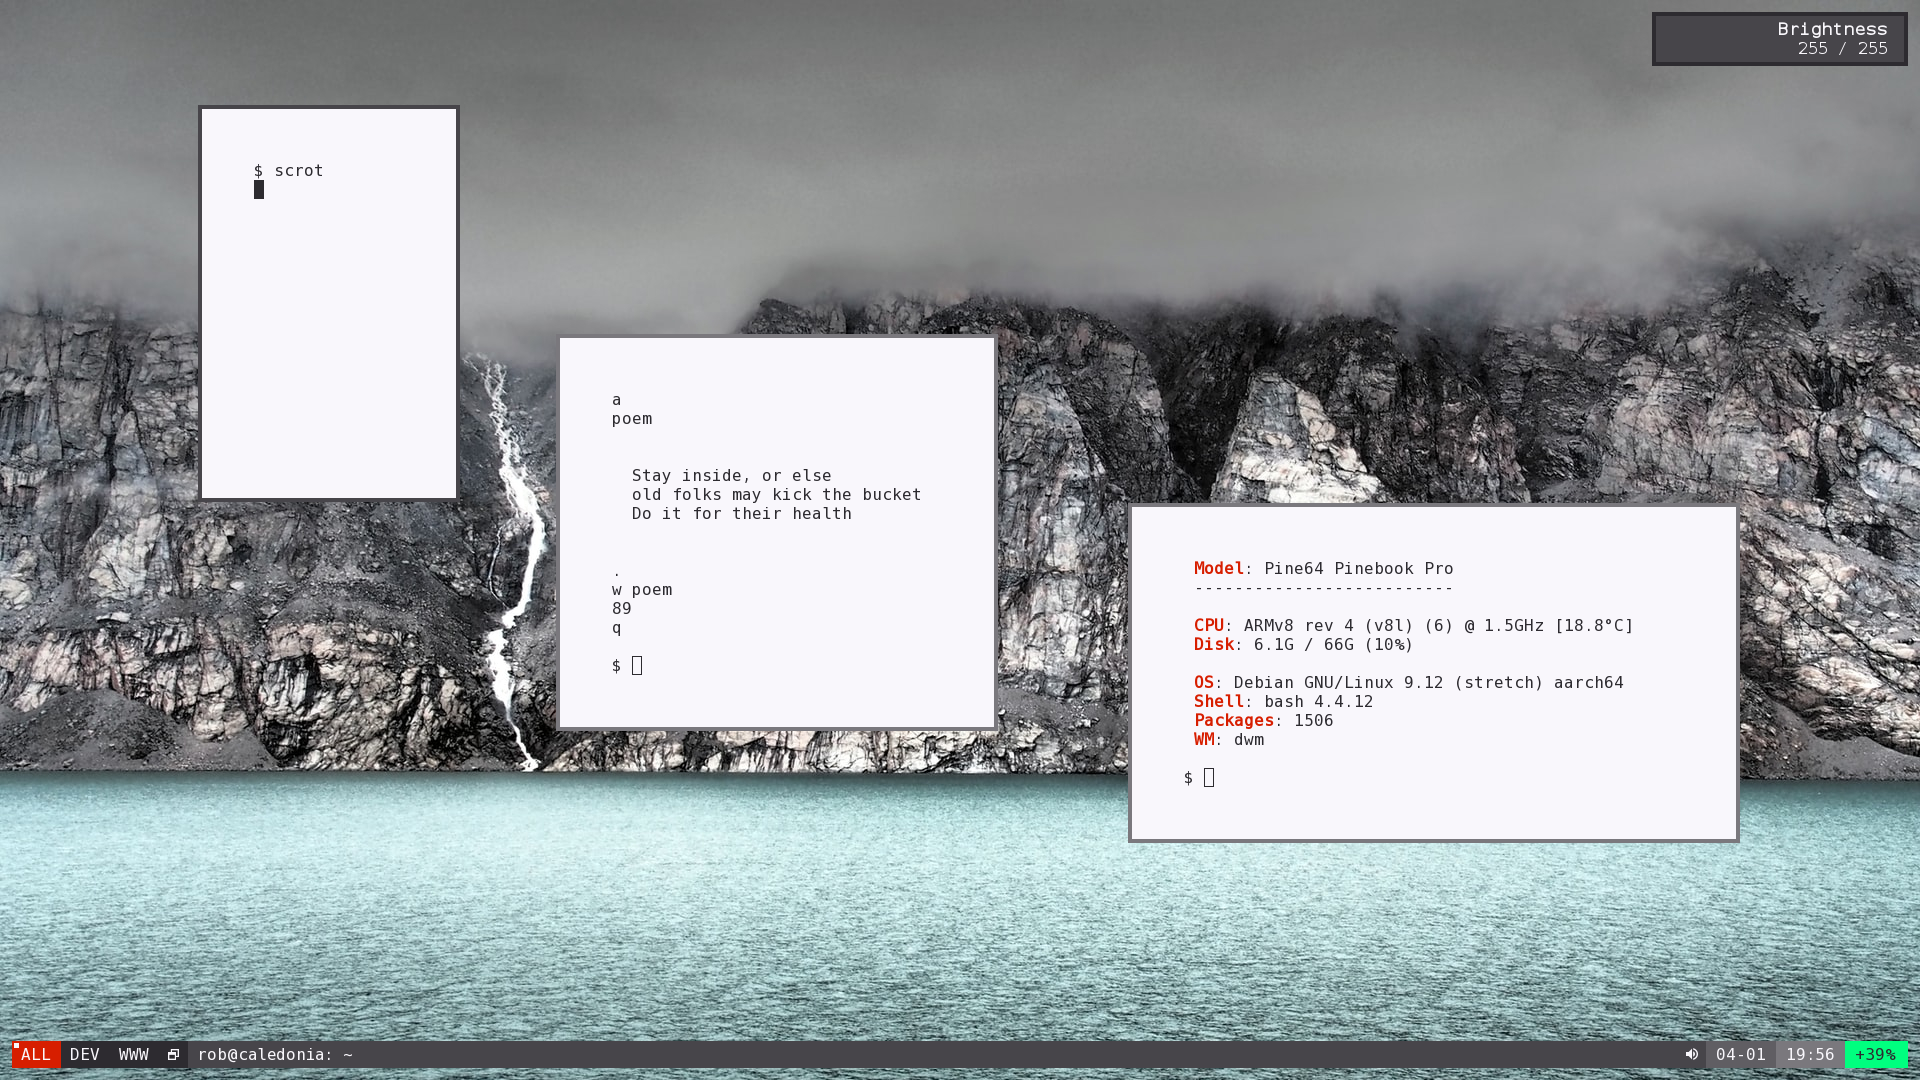 Brightness
255 / 255
$ scrot
a
poem
Stay inside, or else
old folks may kick the bucket
Do it for their health
.
w poem
89
q
$
Model: Pine64 Pinebook Pro
--------------------------
CPU: ARMv8 rev 4 (v8l) (6) @ 1.5GHz [18.8°C]
Disk: 6.1G / 66G (10%)
OS: Debian GNU/Linux 9.12 (stretch) aarch64
Shell: bash 4.4.12
Packages: 1506
WM: dwm
$
ALL DEV WWW rob@caledonia: ~ 04-01 19:56 +39%